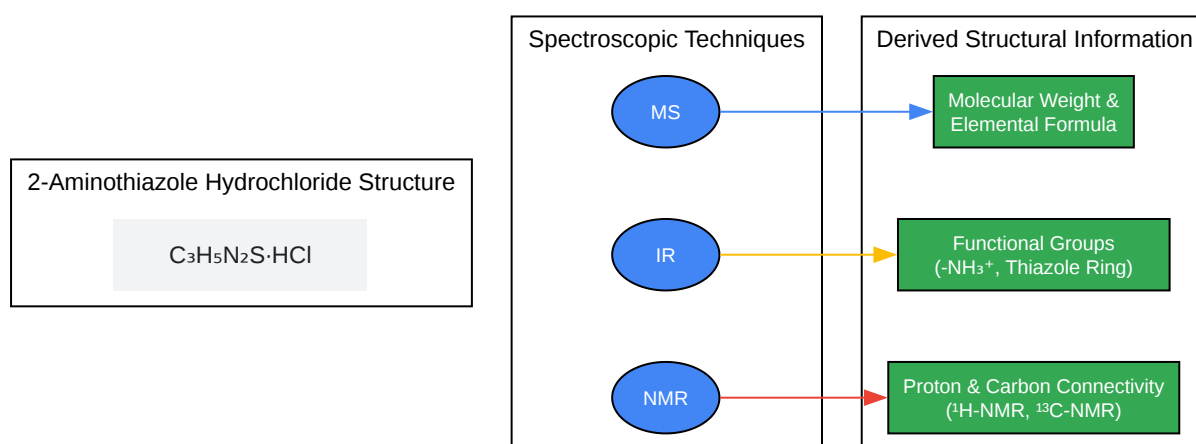 2-Aminothiazole Hydrochloride Structure
C₃H₅N₂S·HCl
Spectroscopic Techniques
MS
IR
NMR
Derived Structural Information
Molecular Weight &
Elemental Formula
Functional Groups
(-NH₃⁺, Thiazole Ring)
Proton & Carbon Connectivity
(¹H-NMR, ¹³C-NMR)